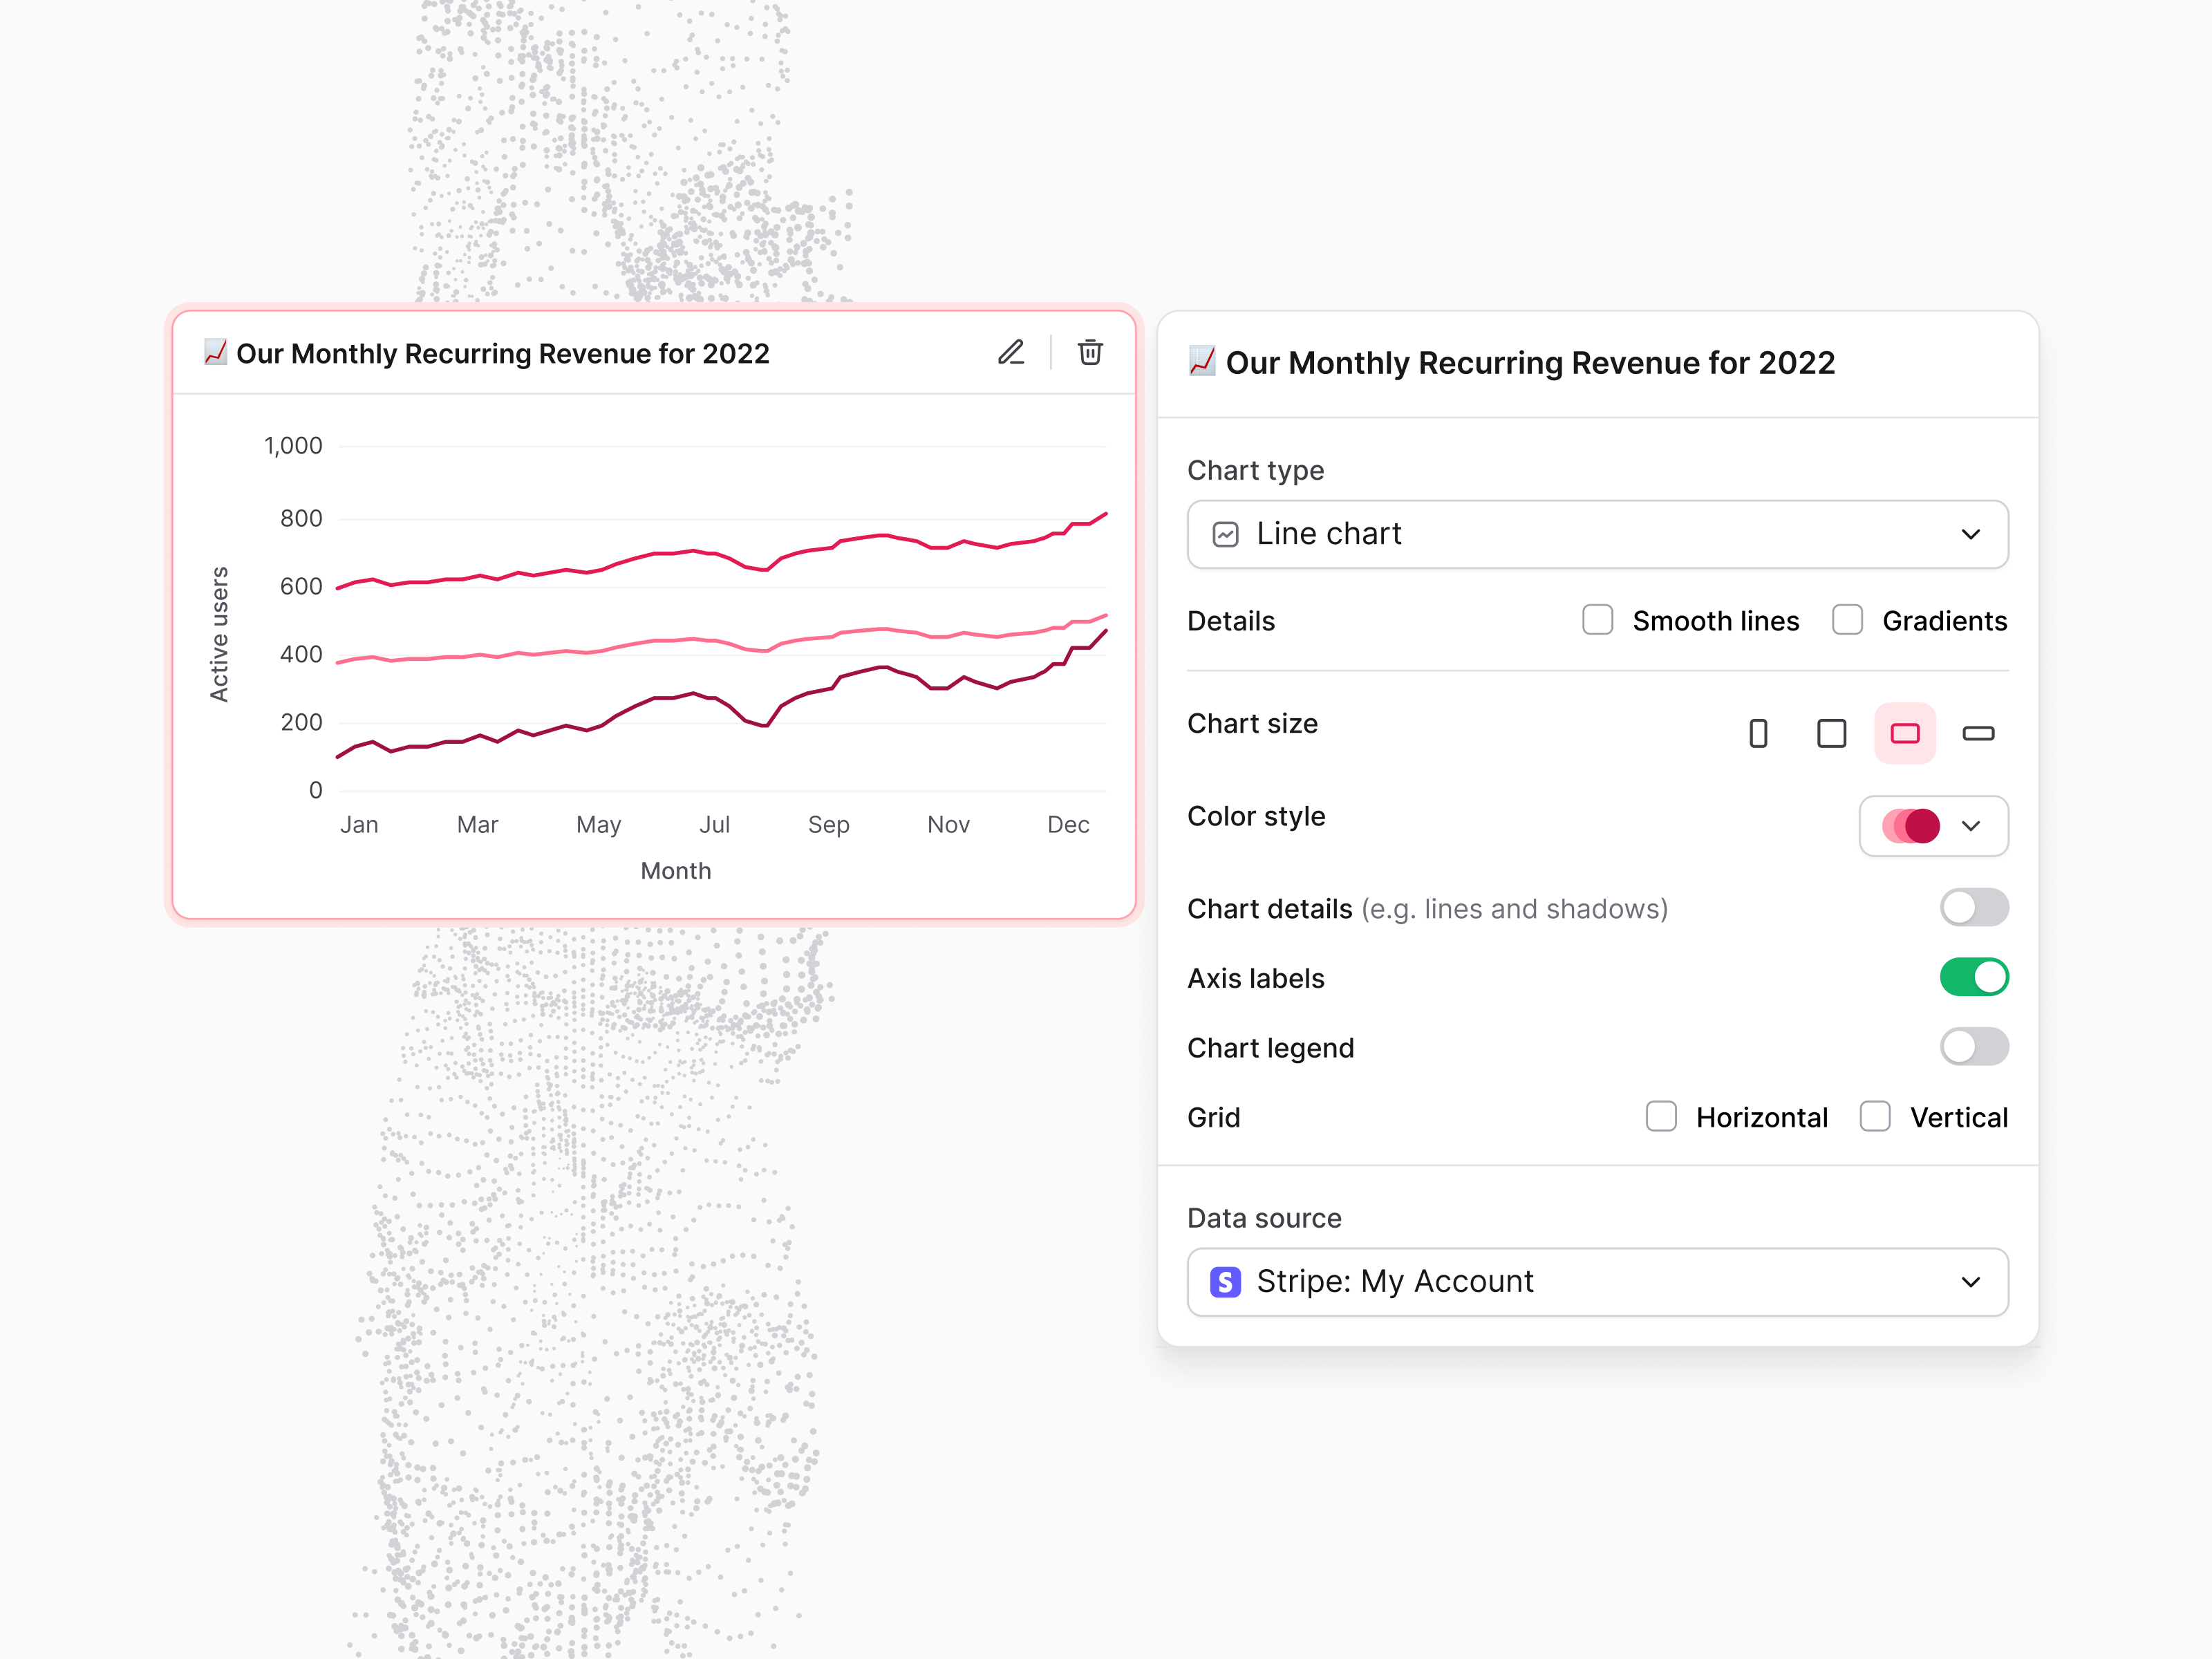 📈 Our Monthly Recurring Revenue for 2022
1,000
800
600
400
200
0
Active users
Jan Mar May Jul Sep Nov Dec
Month
📈 Our Monthly Recurring Revenue for 2022
Chart type
Line chart
Details Smooth lines Gradients
Chart size
Color style
Chart details (e.g. lines and shadows)
Axis labels
Chart legend
Grid Horizontal Vertical
Data source
S Stripe: My Account